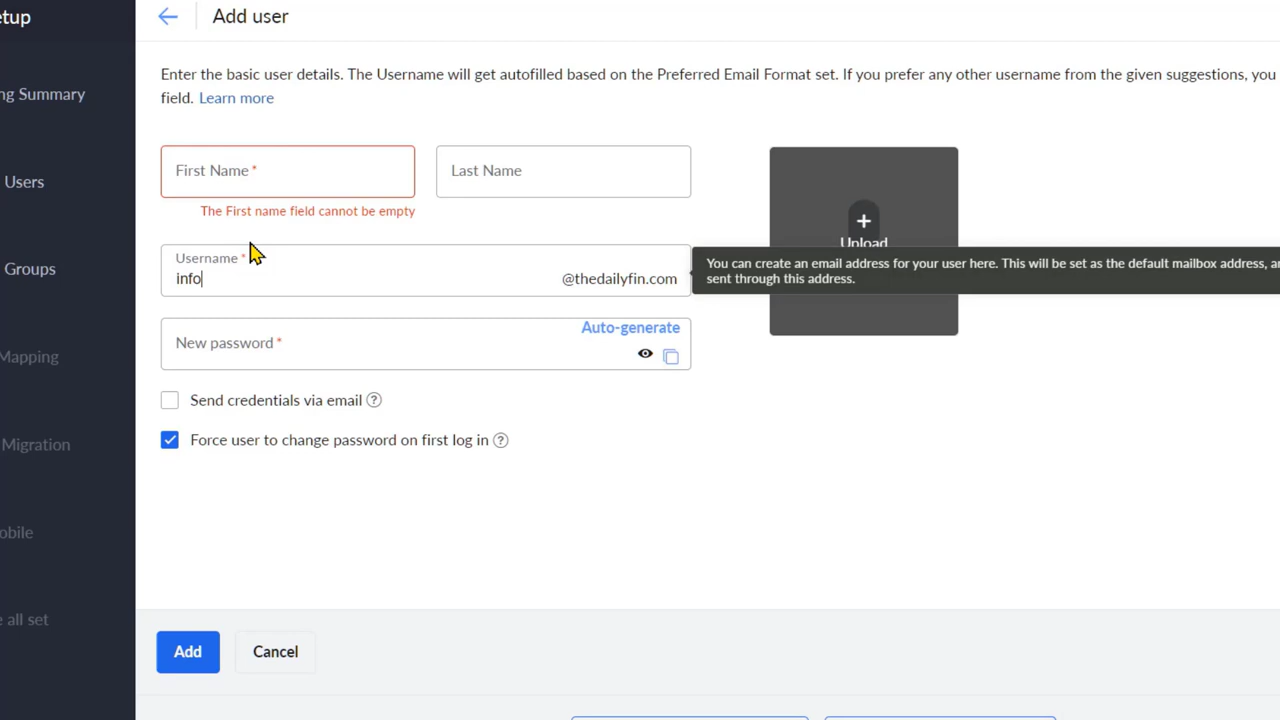 etup
Add user
Enter the basic user details. The Username will get autofilled based on the Preferred Email Format set. If you prefer any other username from the given suggestions, you
field. Learn more
ng Summary
First Name *
Last Name
Users
The First name field cannot be empty
Upload
Username *
info
@thedailyfin.com
You can create an email address for your user here. This will be set as the default mailbox address, an
sent through this address.
Groups
New password *
Auto-generate
Mapping
Send credentials via email ?
Force user to change password on first log in ?
Migration
obile
e all set
Add
Cancel